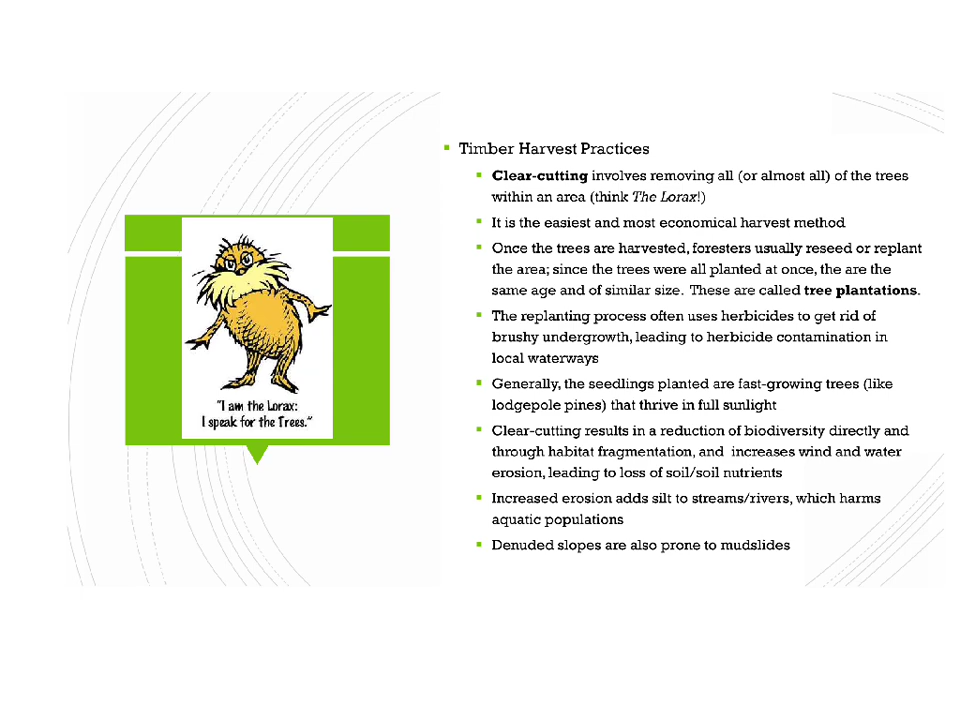 "I am the Lorax:
I speak for the Trees."
Timber Harvest Practices
Clear-cutting involves removing all (or almost all) of the trees
within an area (think The Lorax!)
It is the easiest and most economical harvest method
Once the trees are harvested, foresters usually reseed or replant
the area; since the trees were all planted at once, the are the
same age and of similar size. These are called tree plantations.
The replanting process often uses herbicides to get rid of
brushy undergrowth, leading to herbicide contamination in
local waterways
Generally, the seedlings planted are fast-growing trees (like
lodgepole pines) that thrive in full sunlight
Clear-cutting results in a reduction of biodiversity directly and
through habitat fragmentation, and increases wind and water
erosion, leading to loss of soil/soil nutrients
Increased erosion adds silt to streams/rivers, which harms
aquatic populations
Denuded slopes are also prone to mudslides